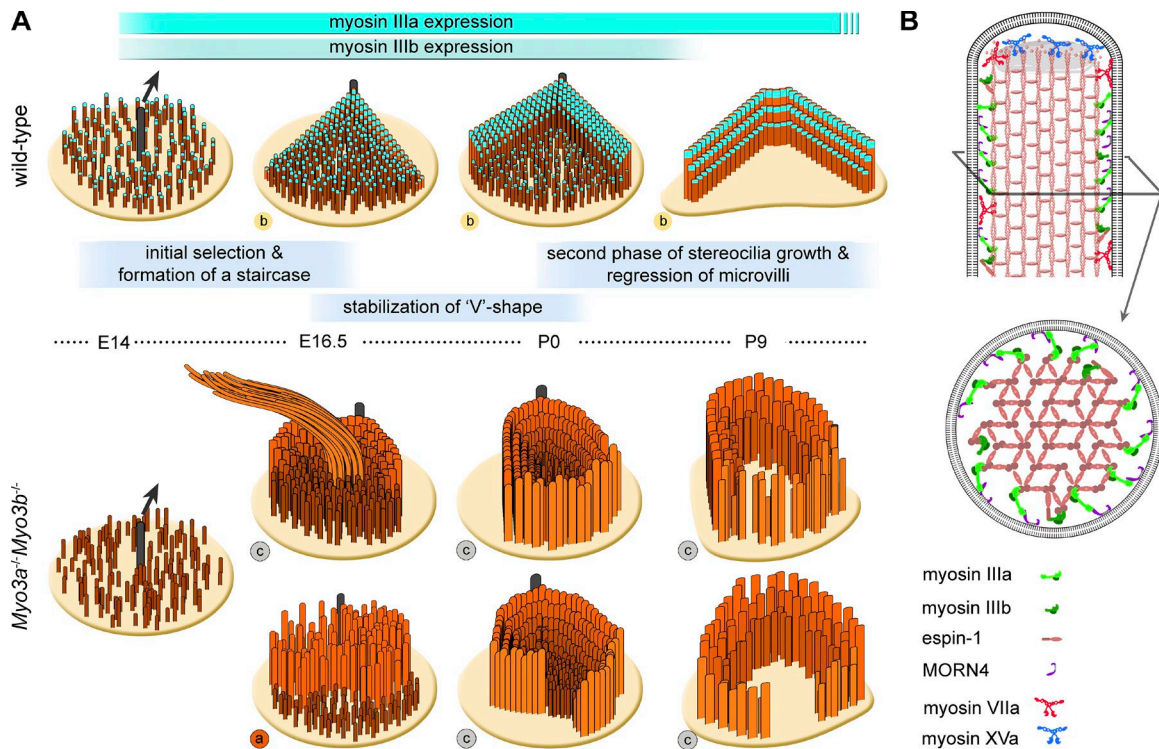 A
myosin IIIa expression
myosin IIIb expression
wild-type
b
b
b
initial selection &
formation of a staircase
second phase of stereocilia growth &
regression of microvilli
stabilization of 'V'-shape
E14
E16.5
P0
P9
Myo3a-/-Myo3b-/-
c
c
c
a
c
c
B
myosin IIIa
myosin IIIb
espin-1
MORN4
myosin VIIa
myosin XVa